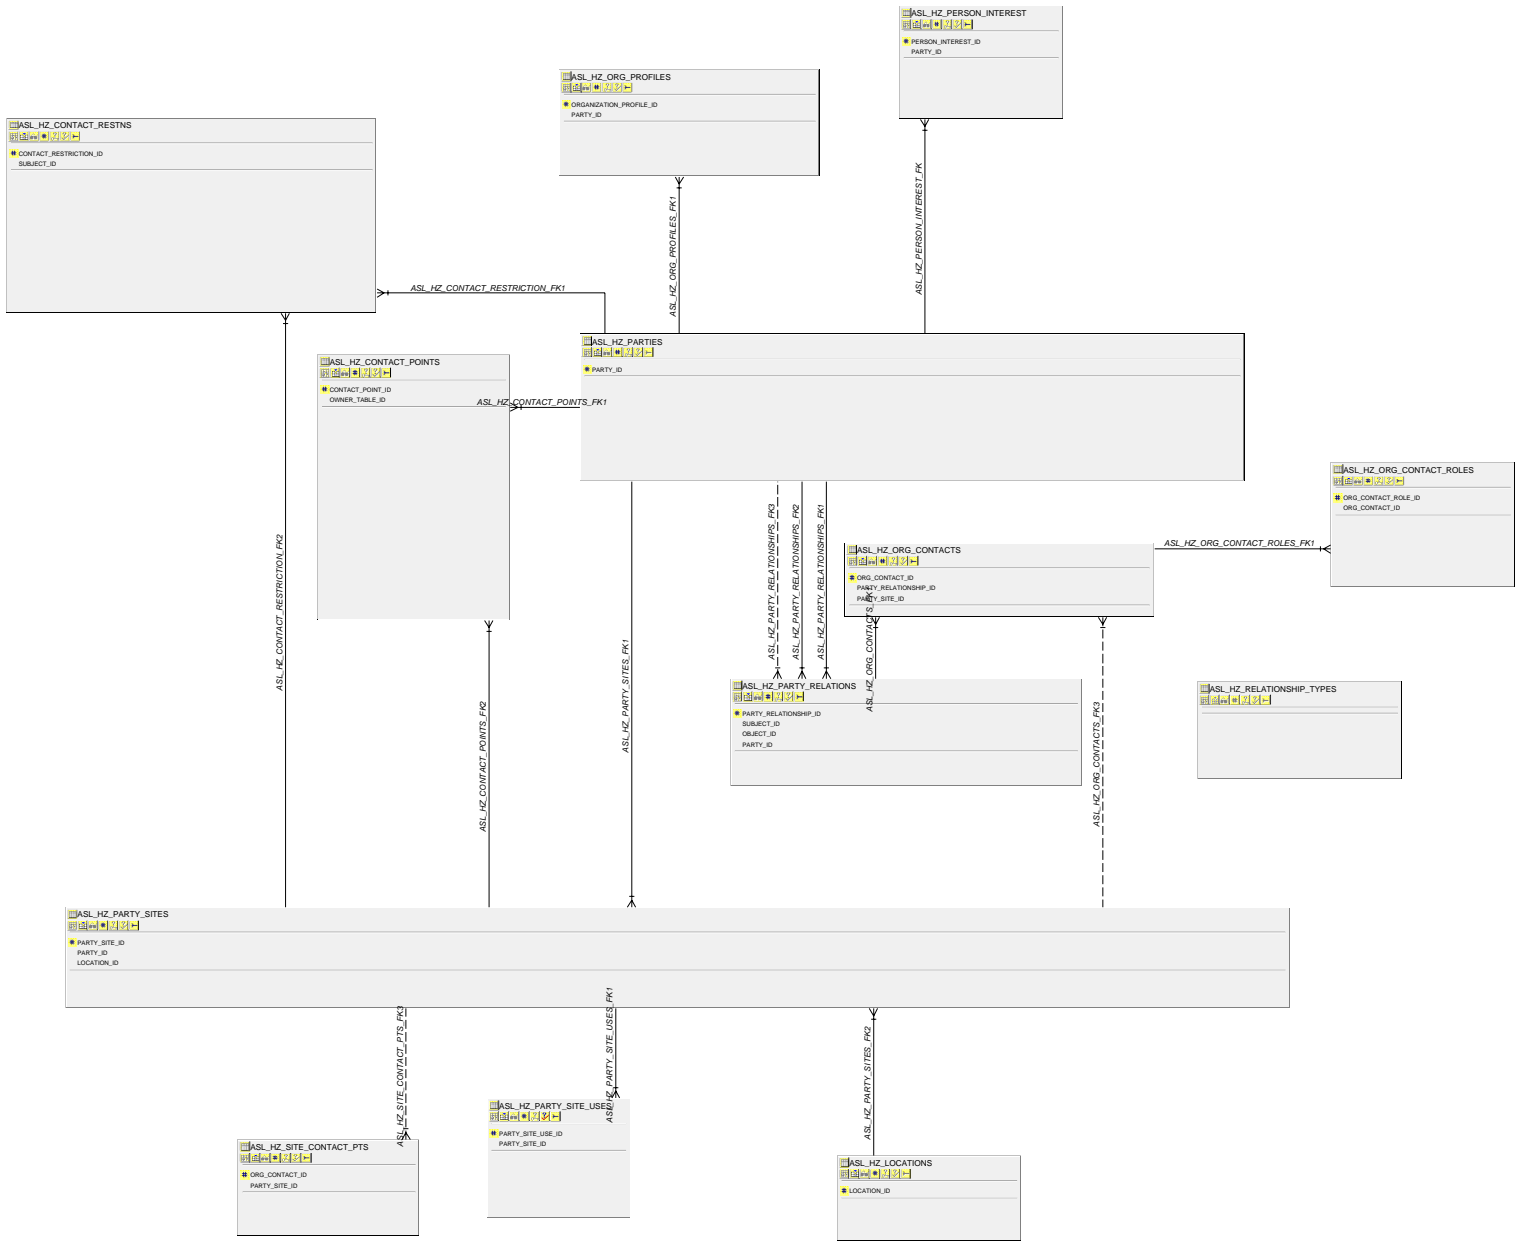 ASL_HZ_PERSON_INTEREST
PERSON_INTEREST_ID
PARTY_ID
ASL_HZ_ORG_PROFILES
ORGANIZATION_PROFILE_ID
PARTY_ID
ASL_HZ_CONTACT_RESTNS
CONTACT_RESTRICTION_ID
SUBJECT_ID
ASL_HZ_PERSON_INTEREST_FK
ASL_HZ_ORG_PROFILES_FK1
ASL_HZ_CONTACT_RESTRICTION_FK1
ASL_HZ_PARTIES
PARTY_ID
ASL_HZ_CONTACT_POINTS
CONTACT_POINT_ID
OWNER_TABLE_ID
ASL_HZ_CONTACT_POINTS_FK1
ASL_HZ_ORG_CONTACT_ROLES
ORG_CONTACT_ROLE_ID
ORG_CONTACT_ID
ASL_HZ_ORG_CONTACT_ROLES_FK1
ASL_HZ_ORG_CONTACTS
ORG_CONTACT_ID
PARTY_RELATIONSHIP_ID
PARTY_SITE_ID
ASL_HZ_CONTACT_RESTRICTION_FK2
ASL_HZ_CONTACT_POINTS_FK2
ASL_HZ_PARTY_SITES_FK1
ASL_HZ_PARTY_RELATIONSHIPS_FK3
ASL_HZ_PARTY_RELATIONSHIPS_FK2
ASL_HZ_PARTY_RELATIONSHIPS_FK1
ASL_HZ_ORG_CONTACTS_FK3
ASL_HZ_PARTY_RELATIONS
PARTY_RELATIONSHIP_ID
SUBJECT_ID
OBJECT_ID
PARTY_ID
ASL_HZ_RELATIONSHIP_TYPES
ASL_HZ_PARTY_SITES
PARTY_SITE_ID
PARTY_ID
LOCATION_ID
ASL_HZ_SITE_CONTACT_PTS_FK3
ASL_HZ_PARTY_SITE_USES_FK1
ASL_HZ_PARTY_SITES_FK2
ASL_HZ_PARTY_SITE_USES
PARTY_SITE_USE_ID
PARTY_SITE_ID
ASL_HZ_SITE_CONTACT_PTS
ORG_CONTACT_ID
PARTY_SITE_ID
ASL_HZ_LOCATIONS
LOCATION_ID